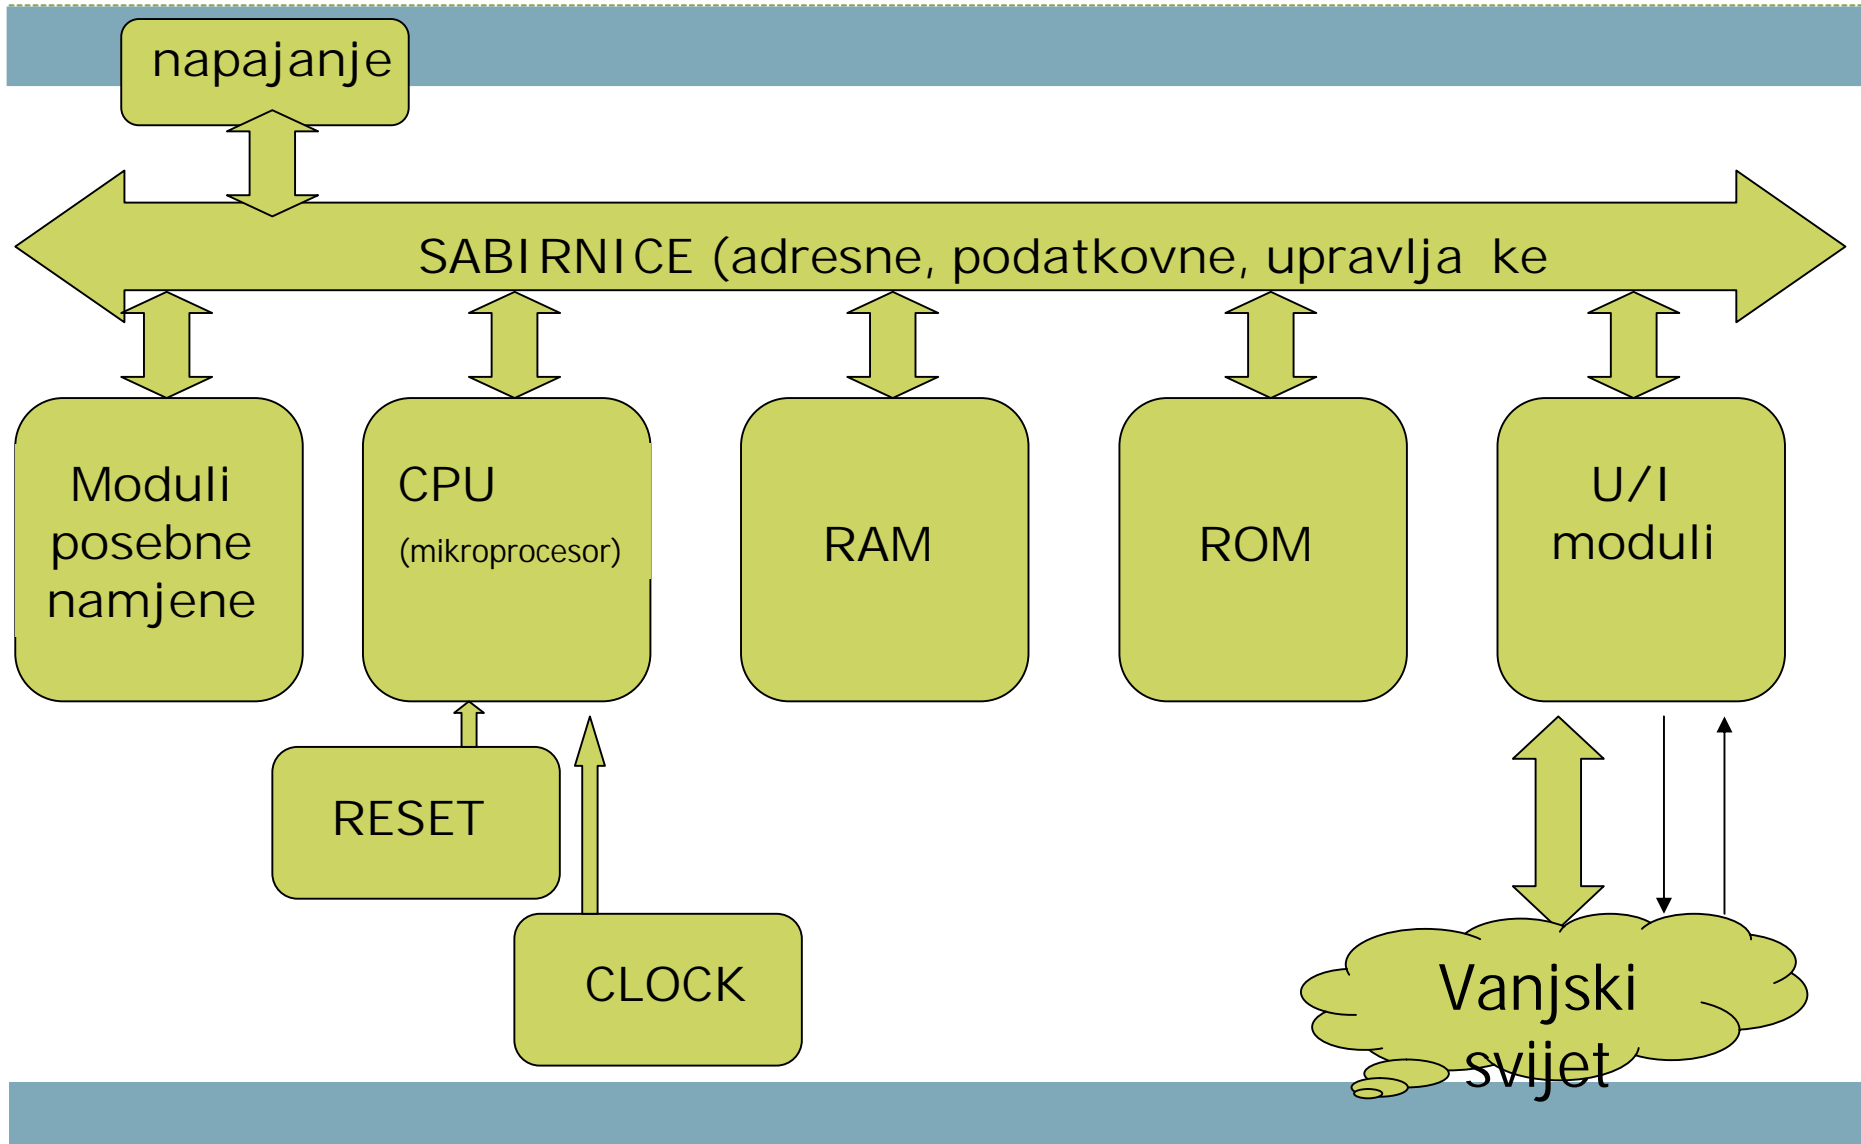 napajanje
SABIRNICE (adresne, podatkovne, upravlja ke
Moduli
posebne
namjene
CPU
(mikroprocesor)
RAM
ROM
U/I
moduli
RESET
CLOCK
Vanjski
svijet